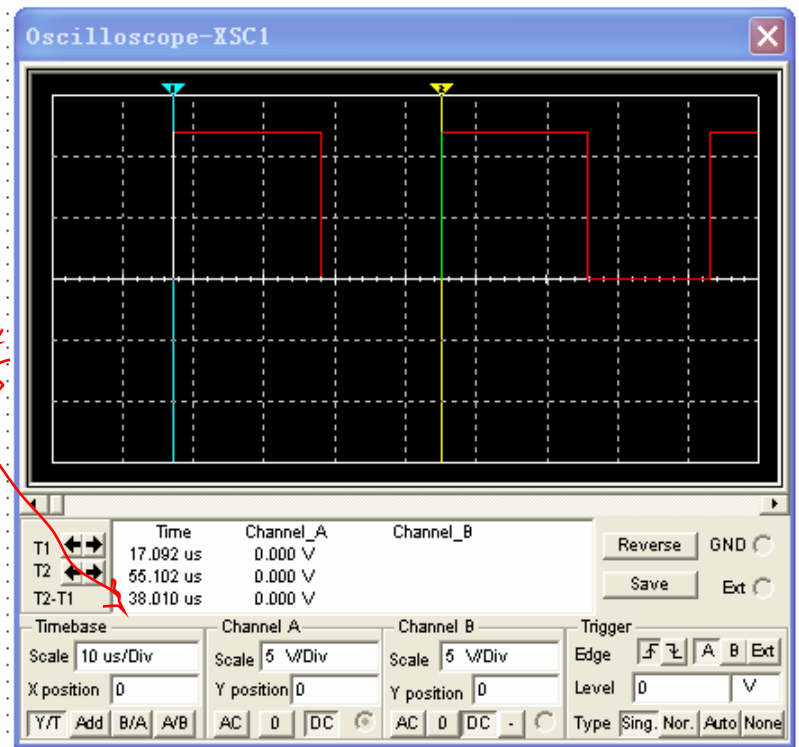 Oscilloscope-XSC1
1 2
Time Channel_A Channel_B
T1 17.092 us 0.000 V
T2 55.102 us 0.000 V
T2-T1 38.010 us 0.000 V
Reverse GND
Save Ext
Timebase
Scale 10 us/Div
X position 0
Y/T Add B/A A/B
Channel A
Scale 5 V/Div
Y position 0
AC 0 DC
Channel B
Scale 5 V/Div
Y position 0
AC 0 DC -
Trigger
Edge A B Ext
Level 0 V
Type Sing. Nor. Auto None